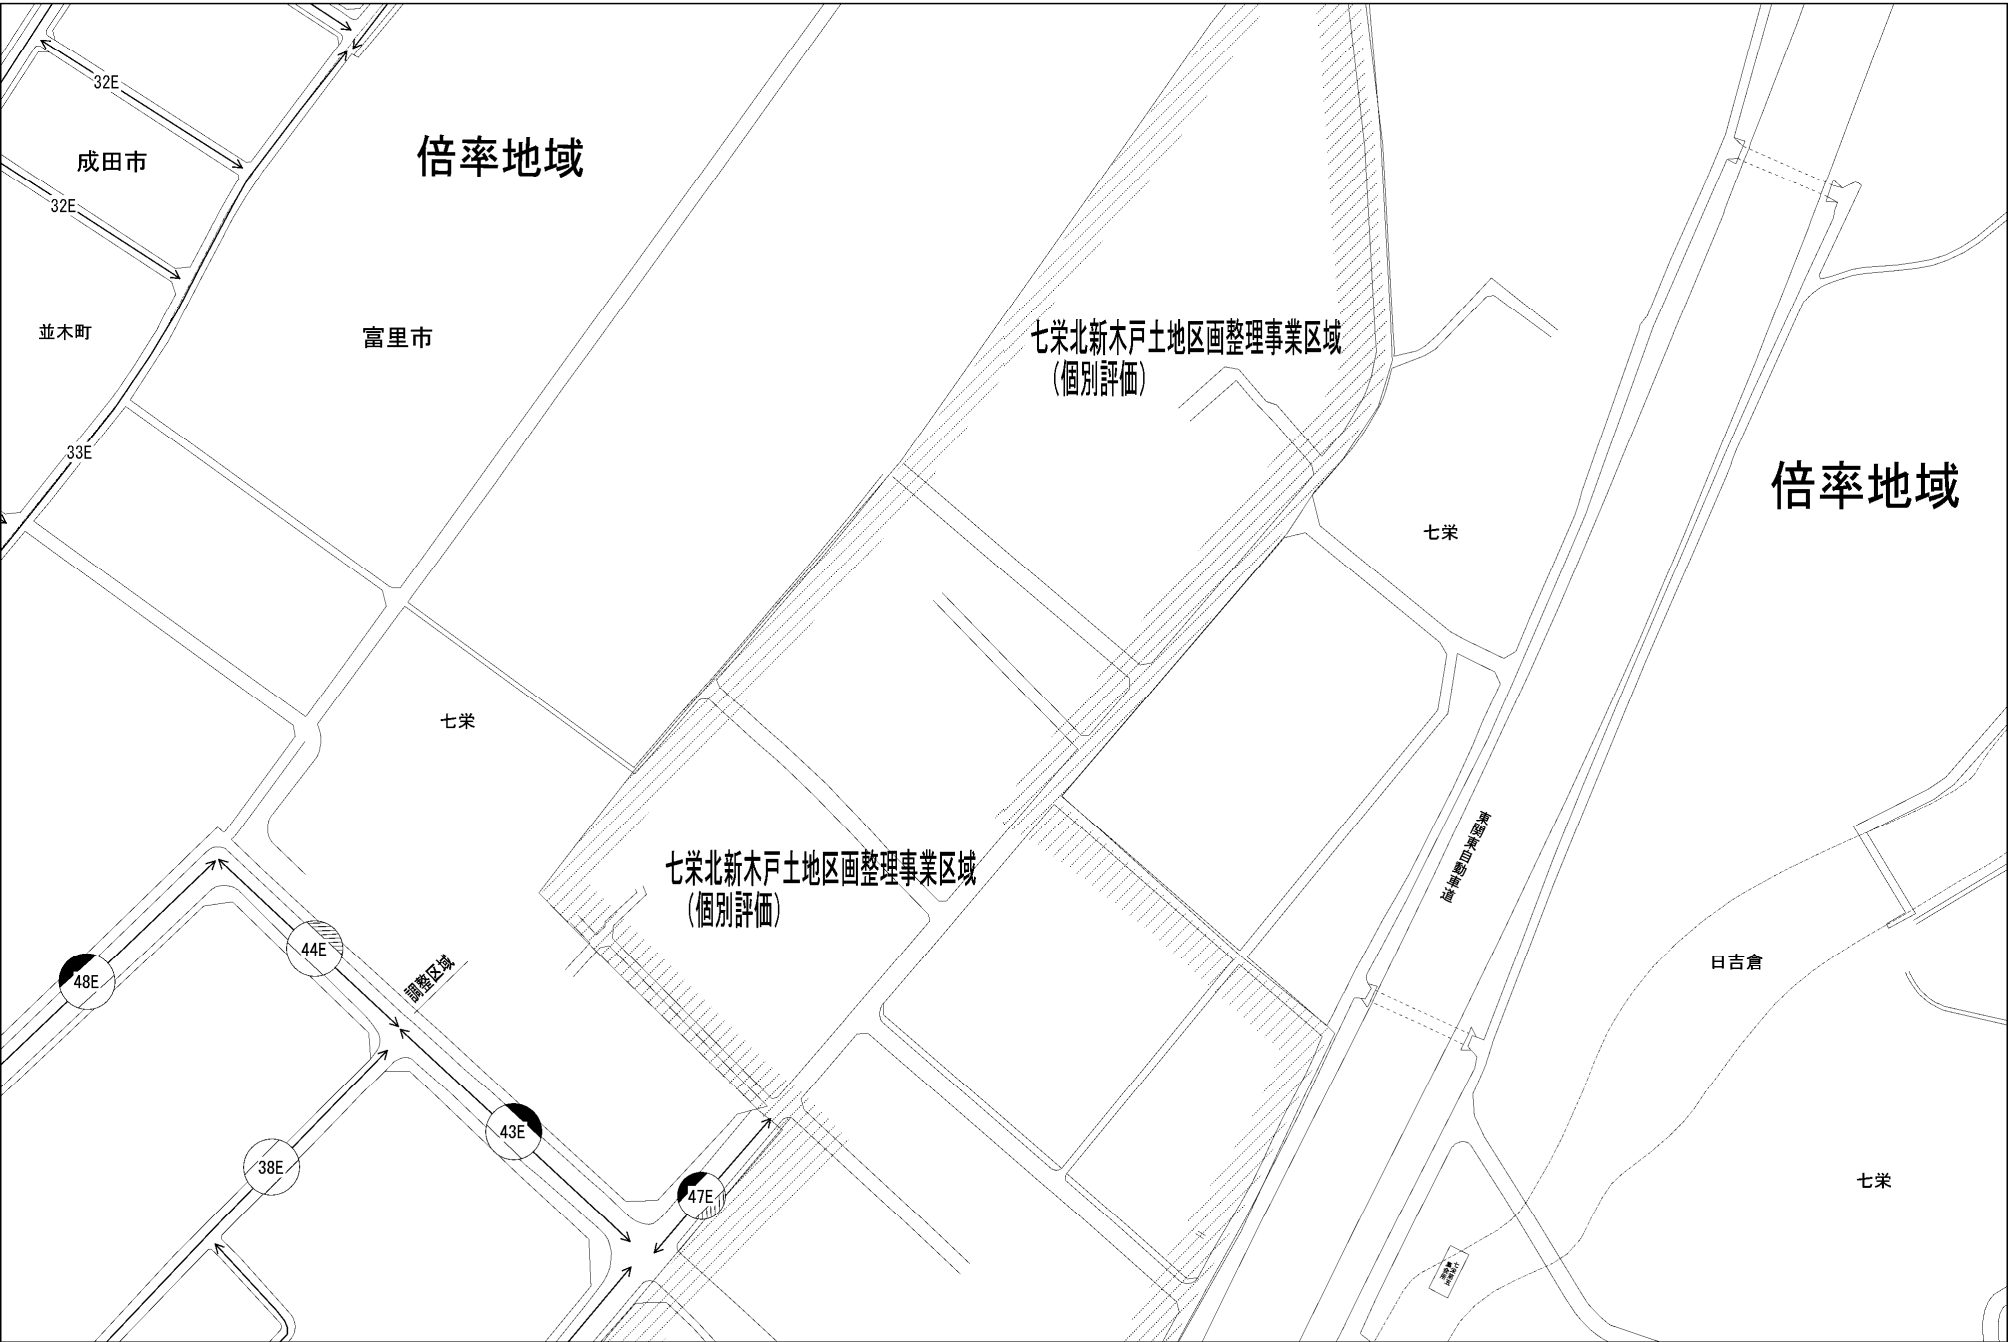 32E
成田市
倍率地域
32E
並木町
富里市
七栄北新木戸土地区画整理事業区域
（個別評価）
33E
倍率地域
七栄
七栄
七栄北新木戸土地区画整理事業区域
（個別評価）
東関東自動車道
44E
48E
調整区域
日吉倉
43E
38E
47E
七栄